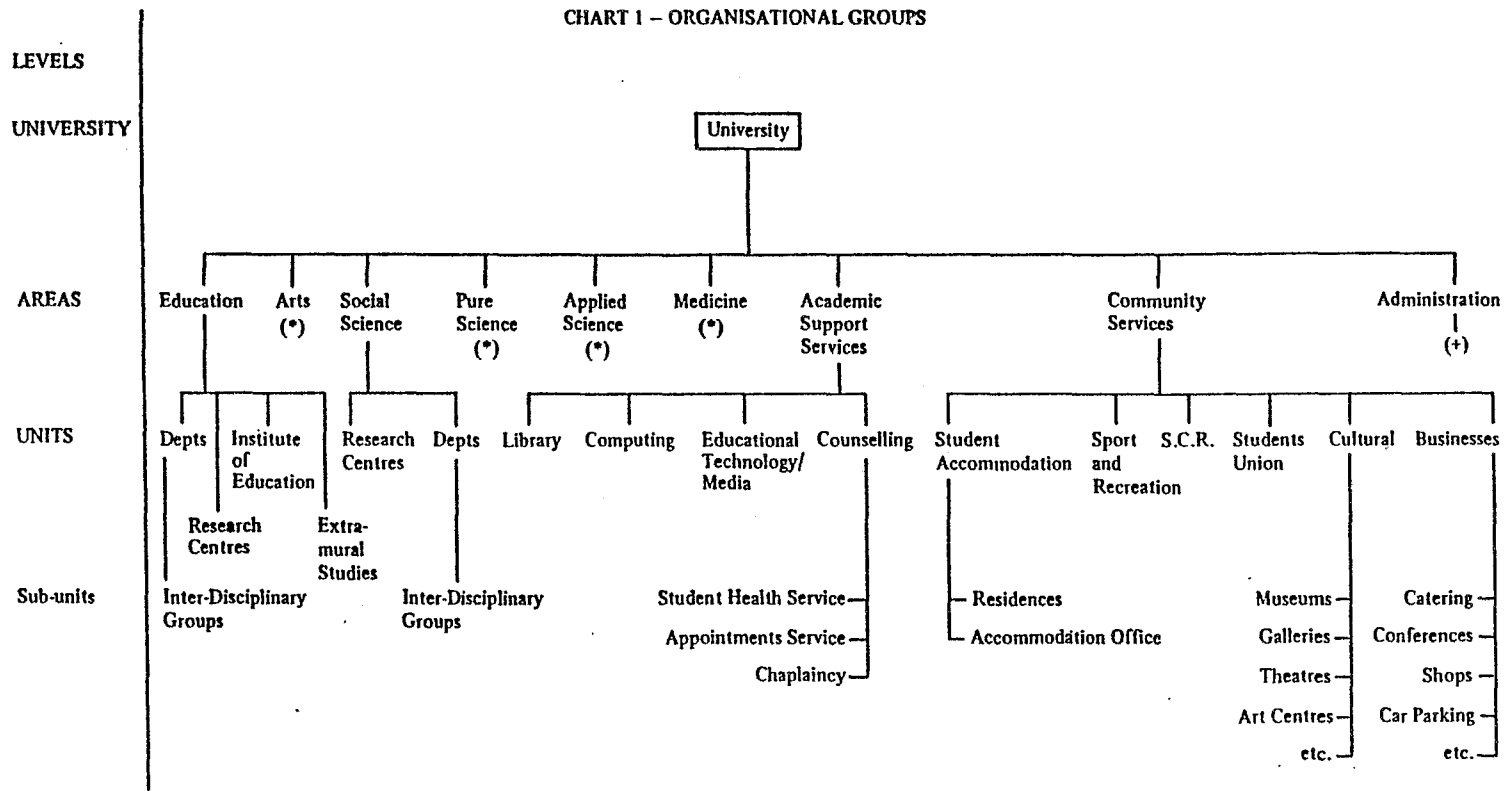 CHART 1 – ORGANISATIONAL GROUPS
LEVELS
UNIVERSITY
University
AREAS
Education
Arts
(*)
Social
Science
Pure
Science
(*)
Applied
Science
(*)
Medicine
(*)
Academic
Support
Services
Community
Services
Administration
(+)
UNITS
Depts
Institute
of
Education
Research
Centres
Extra-
mural
Studies
Research
Centres
Depts
Library
Computing
Educational
Technology/
Media
Counselling
Student
Accommodation
Sport
and
Recreation
S.C.R.
Students
Union
Cultural
Businesses
Sub-units
Inter-Disciplinary
Groups
Inter-Disciplinary
Groups
Student Health Service
Appointments Service
Chaplaincy
Residences
Accommodation Office
Museums
Galleries
Theatres
Art Centres
etc.
Catering
Conferences
Shops
Car Parking
etc.